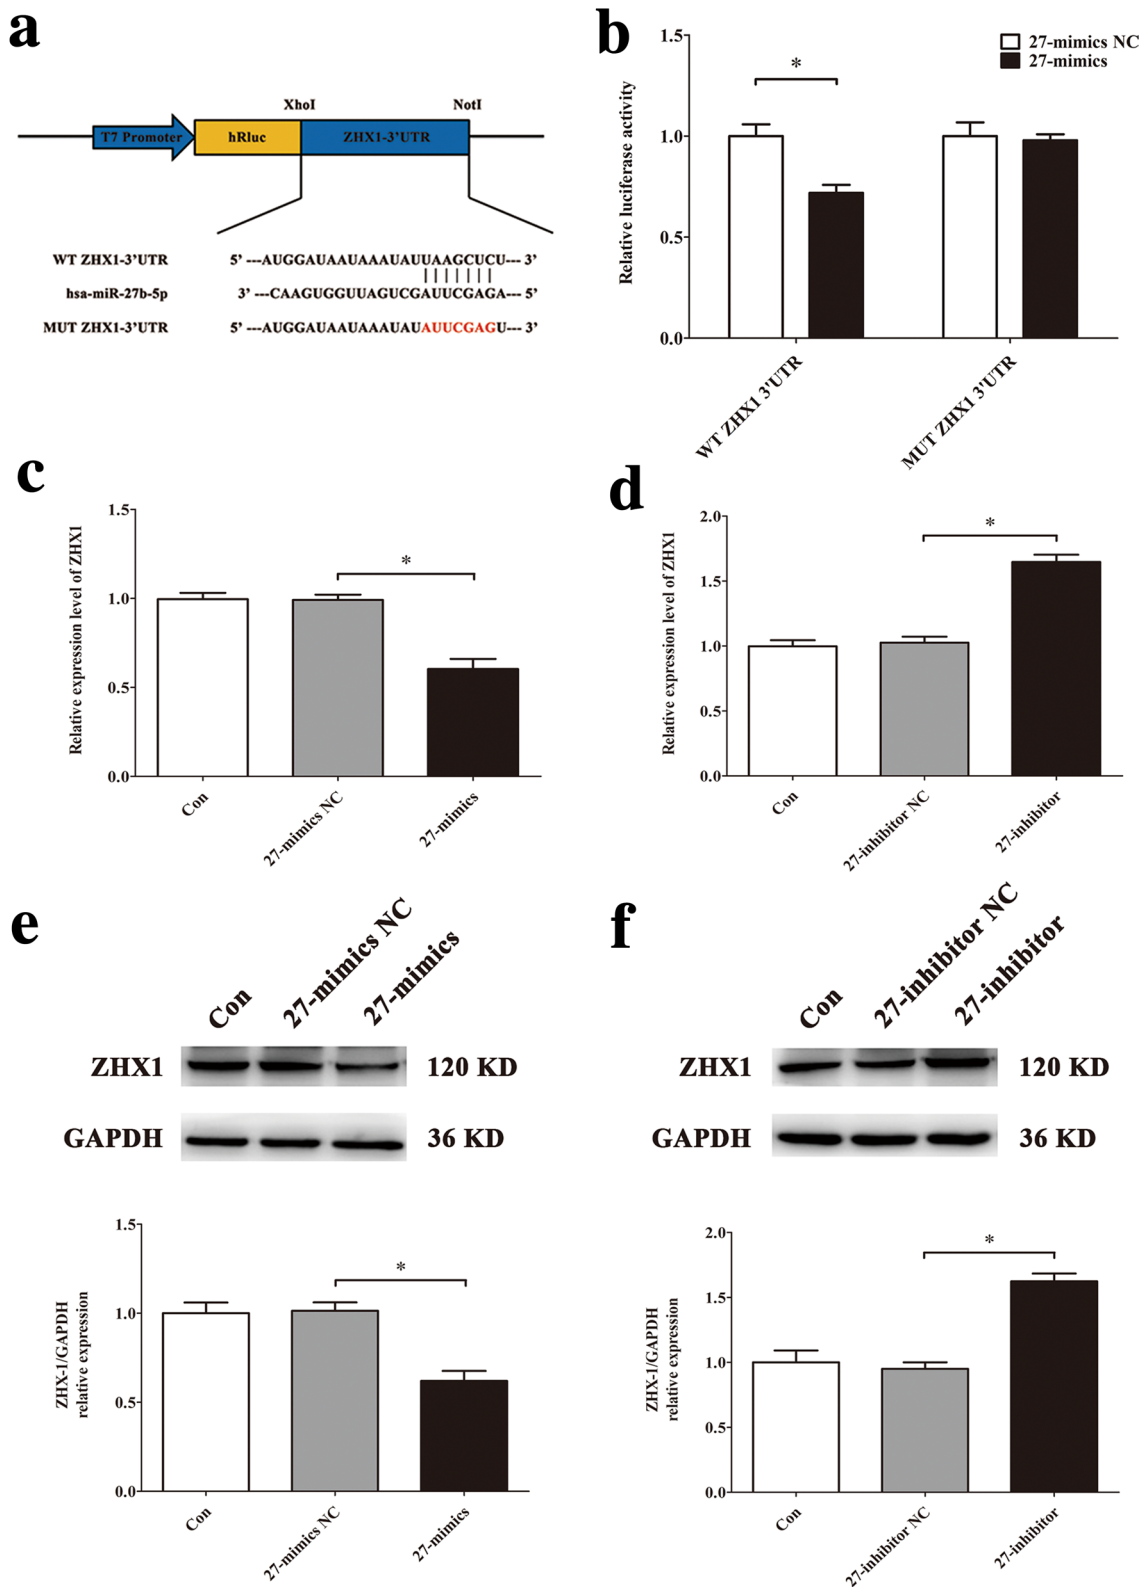 a
XhoI NotI
T7 Promoter hRluc ZHX1-3'UTR
WT ZHX1-3'UTR 5' ---AUGGAUAAUAAAUAUUAAGCUCU--- 3'
hsa-miR-27b-5p 3' ---CAAGUGGUUAGUCGAUUCGAGA--- 5'
MUT ZHX1-3'UTR 5' ---AUGGAUAAUAAAUAUAUUCGAGU--- 3'
b
27-mimics NC
27-mimics
Relative luciferase activity
1.5
1.0
0.5
0.0
*
WT ZHX1 3'UTR
MUT ZHX1 3'UTR
c
Relative expression level of ZHX1
1.5
1.0
0.5
0.0
*
Con
27-mimics NC
27-mimics
d
Relative expression level of ZHX1
2.0
1.5
1.0
0.5
0.0
*
Con
27-inhibitor NC
27-inhibitor
e
Con
27-mimics NC
27-mimics
ZHX1 120 KD
GAPDH 36 KD
ZHX-1/GAPDH
relative expression
1.5
1.0
0.5
0.0
*
Con
27-mimics NC
27-mimics
f
Con
27-inhibitor NC
27-inhibitor
ZHX1 120 KD
GAPDH 36 KD
ZHX-1/GAPDH
relative expression
2.0
1.5
1.0
0.5
0.0
*
Con
27-inhibitor NC
27-inhibitor